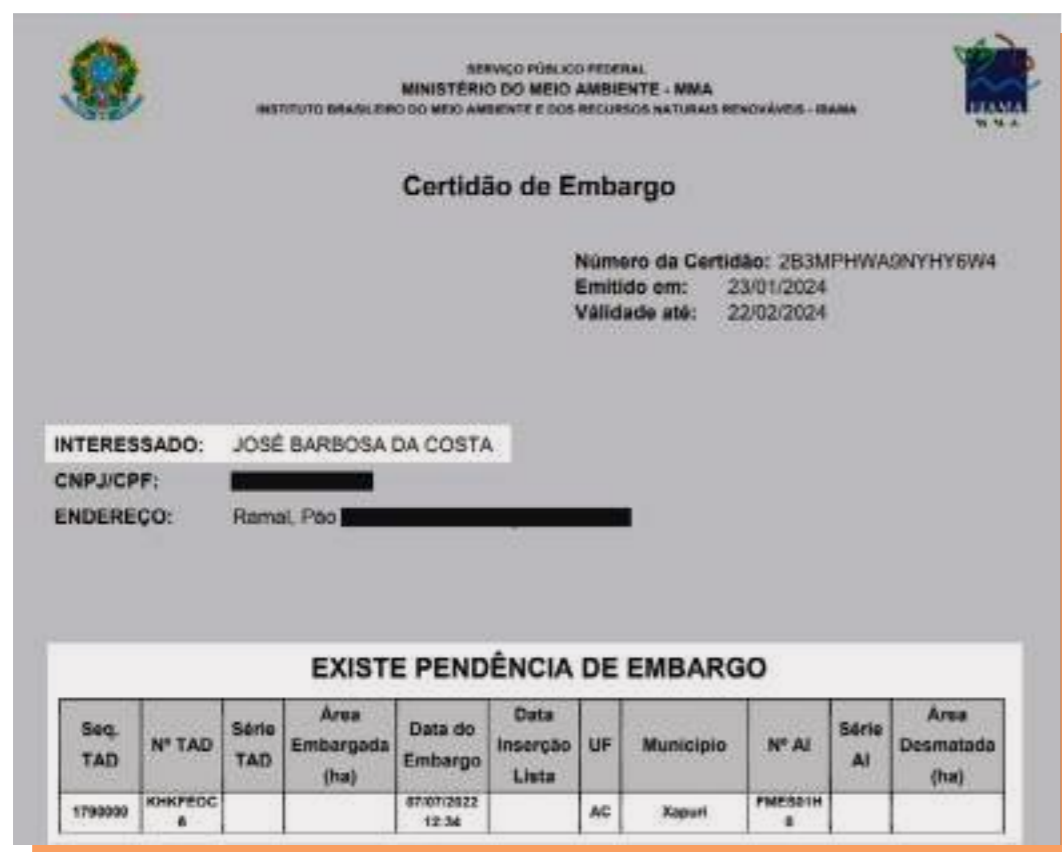 SERVIÇO PÚBLICO FEDERAL
MINISTÉRIO DO MEIO AMBIENTE - MMA
INSTITUTO BRASILEIRO DO MEIO AMBIENTE E DOS RECURSOS NATURAIS RENOVÁVEIS - IBAMA
IBAMA
M M A
Certidão de Embargo
Número da Certidão: 2B3MPHWA9NYHY6W4
Emitido em: 23/01/2024
Válidade até: 22/02/2024
INTERESSADO: JOSÉ BARBOSA DA COSTA
CNPJ/CPF:
ENDEREÇO: Ramal, Pão
EXISTE PENDÊNCIA DE EMBARGO
Seq. TAD Nº TAD Série TAD Área Embargada (ha) Data do Embargo Data Inserção Lista UF Município Nº AI Série AI Área Desmatada (ha)
07/07/2022 12:34 AC Xapuri